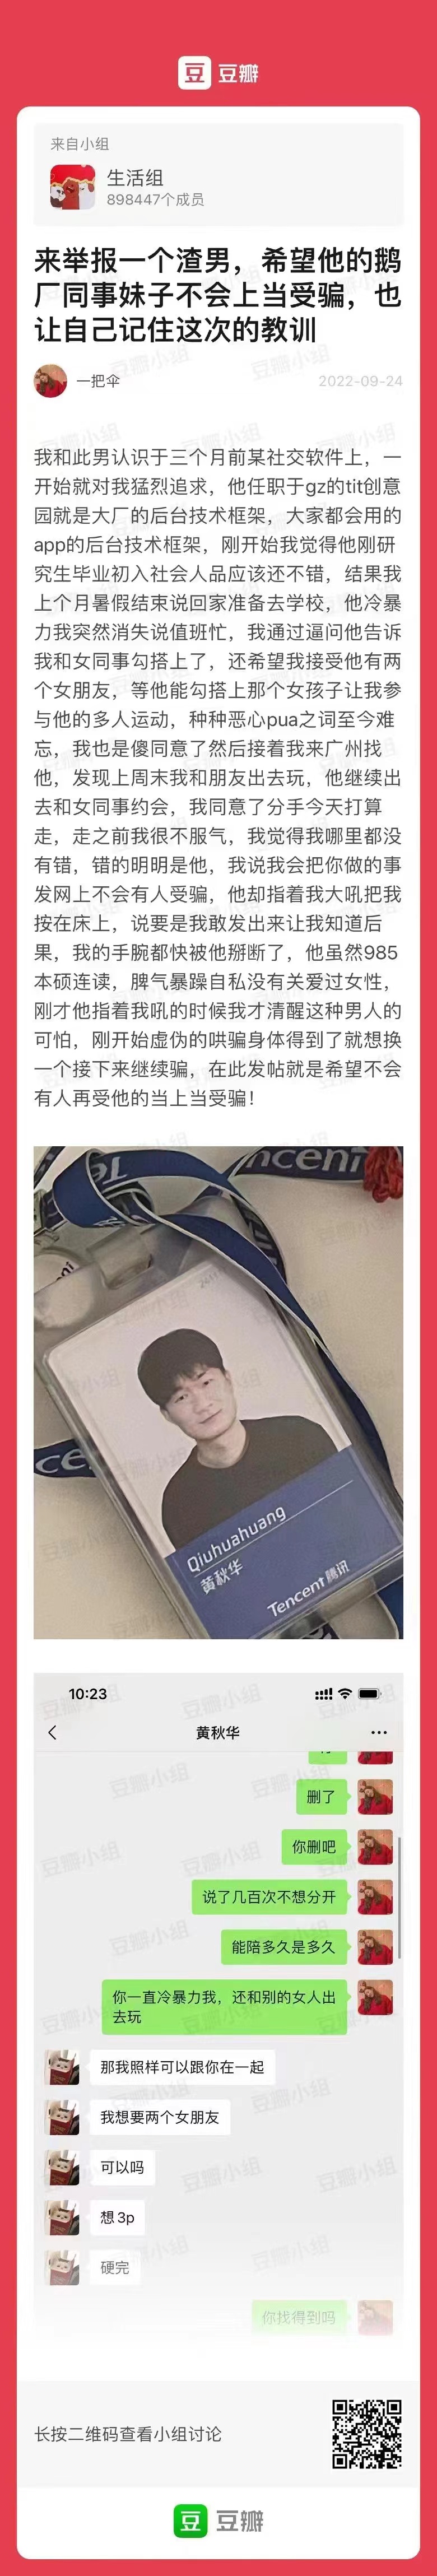 豆瓣
来自小组
生活组
898447个成员
来举报一个渣男，希望他的鹅
厂同事妹子不会上当受骗，也
让自己记住这次的教训
一把伞
2022-09-24
我和此男认识于三个月前某社交软件上，一
开始就对我猛烈追求，他任职于gz的tit创意
园就是大厂的后台技术框架，大家都会用的
app的后台技术框架，刚开始我觉得他刚研
究生毕业初入社会人品应该还不错，结果我
上个月暑假结束说回家准备去学校，他冷暴
力我突然消失说值班忙，我通过逼问他告诉
我和女同事勾搭上了，还希望我接受他有两
个女朋友，等他能勾搭上那个女孩子让我参
与他的多人运动，种种恶心pua之词至今难
忘，我也是傻同意了然后接着我来广州找
他，发现上周末我和朋友出去玩，他继续出
去和女同事约会，我同意了分手今天打算
走，走之前我很不服气，我觉得我哪里都没
有错，错的明明是他，我说我会把你做的事
发网上不会有人受骗，他却指着我大吼把我
按在床上，说要是我敢发出来让我知道后
果，我的手腕都快被他掰断了，他虽然985
本硕连读，脾气暴躁自私没有关爱过女性，
刚才他指着我吼的时候我才清醒这种男人的
可怕，刚开始虚伪的哄骗身体得到了就想换
一个接下来继续骗，在此发帖就是希望不会
有人再受他的当上当受骗！
ncent
Qiuhuahuang
黄秋华
Tencent 腾讯
10:23
黄秋华
删了
你删吧
说了几百次不想分开
能陪多久是多久
你一直冷暴力我，还和别的女人出
去玩
那我照样可以跟你在一起
我想要两个女朋友
可以吗
想3p
硬完
你找得到吗
长按二维码查看小组讨论
豆瓣